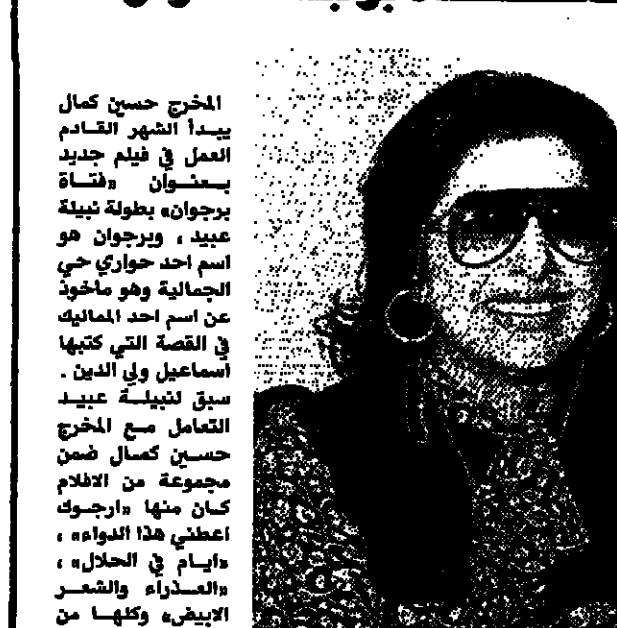 المخرج حسين كمال
يبدأ الشهر القادم
العمل في فيلم جديد
بعنوان «فتاة
برجوان» بطولة نبيلة
عبيد ، وبرجوان هو
اسم احد حواري حي
الجمالية وهو ماخوذ
عن اسم احد المماليك
في القصة التي كتبها
اسماعيل ولي الدين .
سبق لنبيلة عبيد
التعامل مع المخرج
حسين كمال ضمن
مجموعة من الافلام
كان منها «ارجوك
اعطني هذا الدواء» ،
«ايام في الحلال» ،
«العذراء والشعر
الابيض» وكلها من